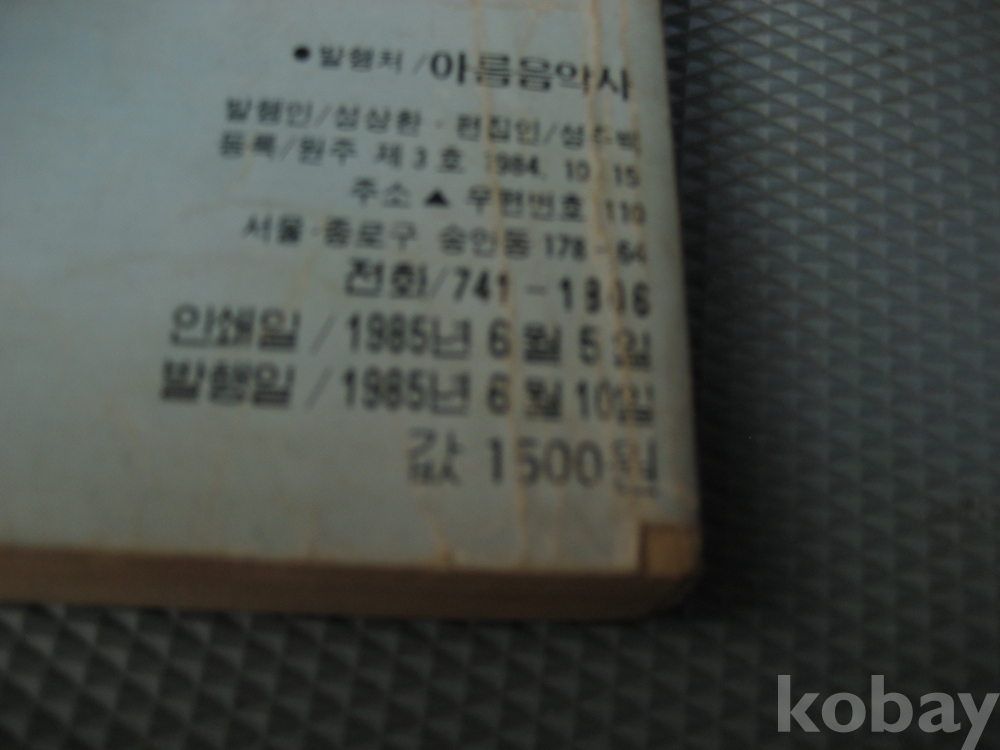 ● 발행처/아름음악사
발행인/성상환 · 편집인/성주
등록/원주 제3호 1984. 10. 15
주소 ▲ 우편번호 110
서울·종로구 숭인동 178-64
전화/741-1806
인쇄일/1985년 6월 5일
발행일/1985년 6월 10일
값 1500원
kobay